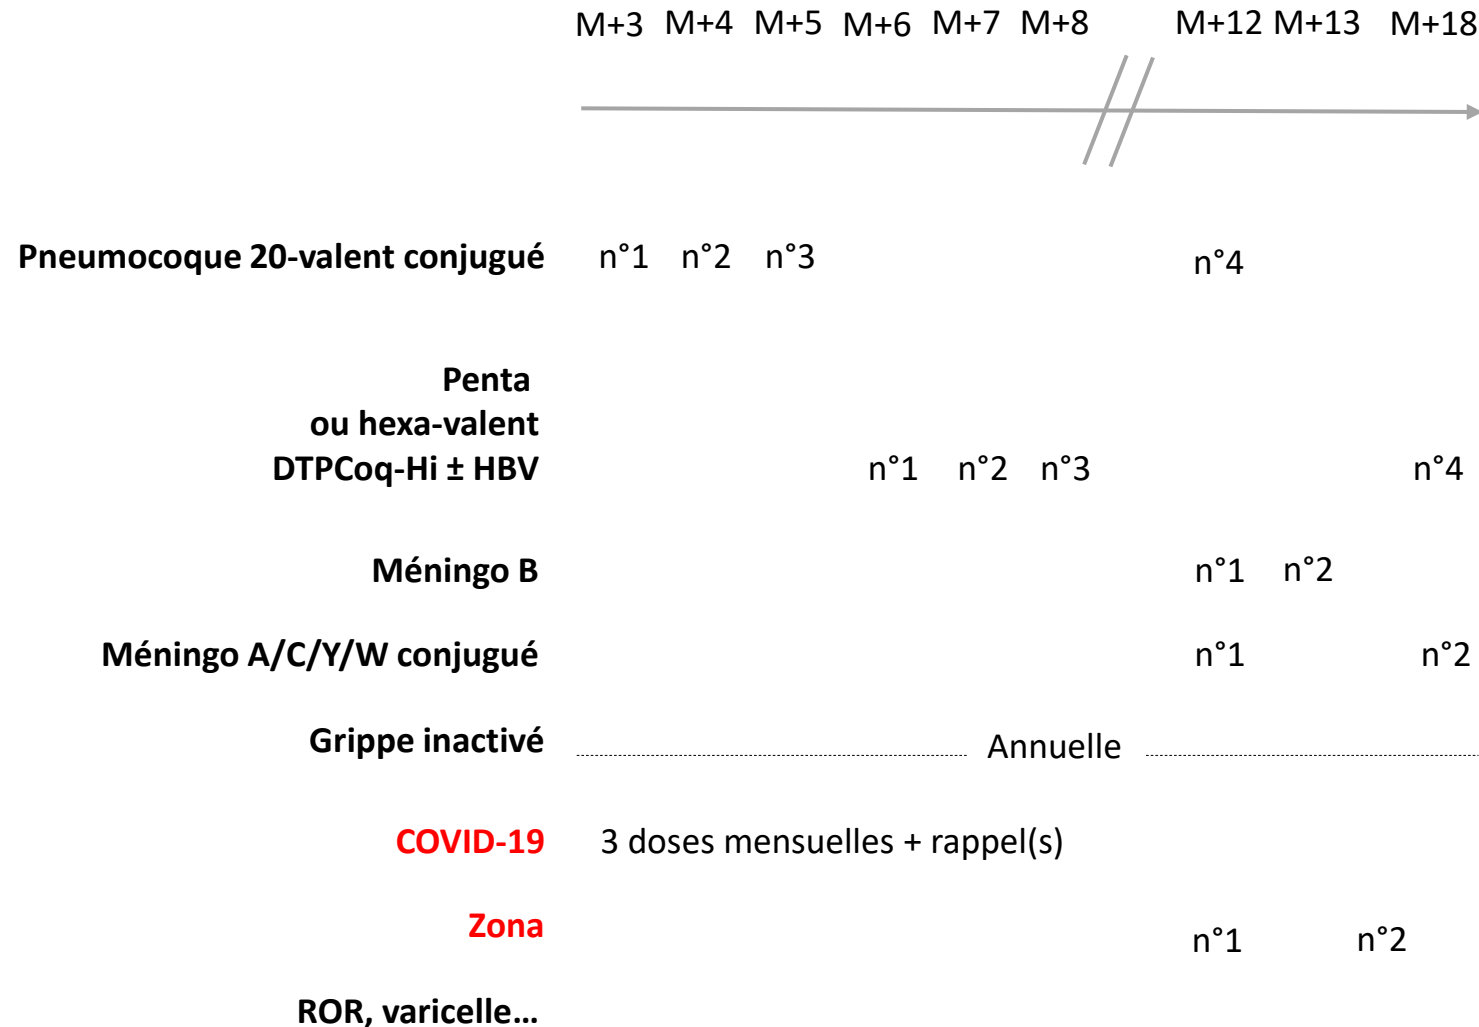 M+3 M+4 M+5 M+6 M+7 M+8 M+12 M+13 M+18
Pneumocoque 20-valent conjugué n°1 n°2 n°3 n°4
Penta
ou hexa-valent
DTPCoq-Hi ± HBV n°1 n°2 n°3 n°4
Méningo B n°1 n°2
Méningo A/C/Y/W conjugué n°1 n°2
Grippe inactivé Annuelle
COVID-19 3 doses mensuelles + rappel(s)
Zona n°1 n°2
ROR, varicelle...